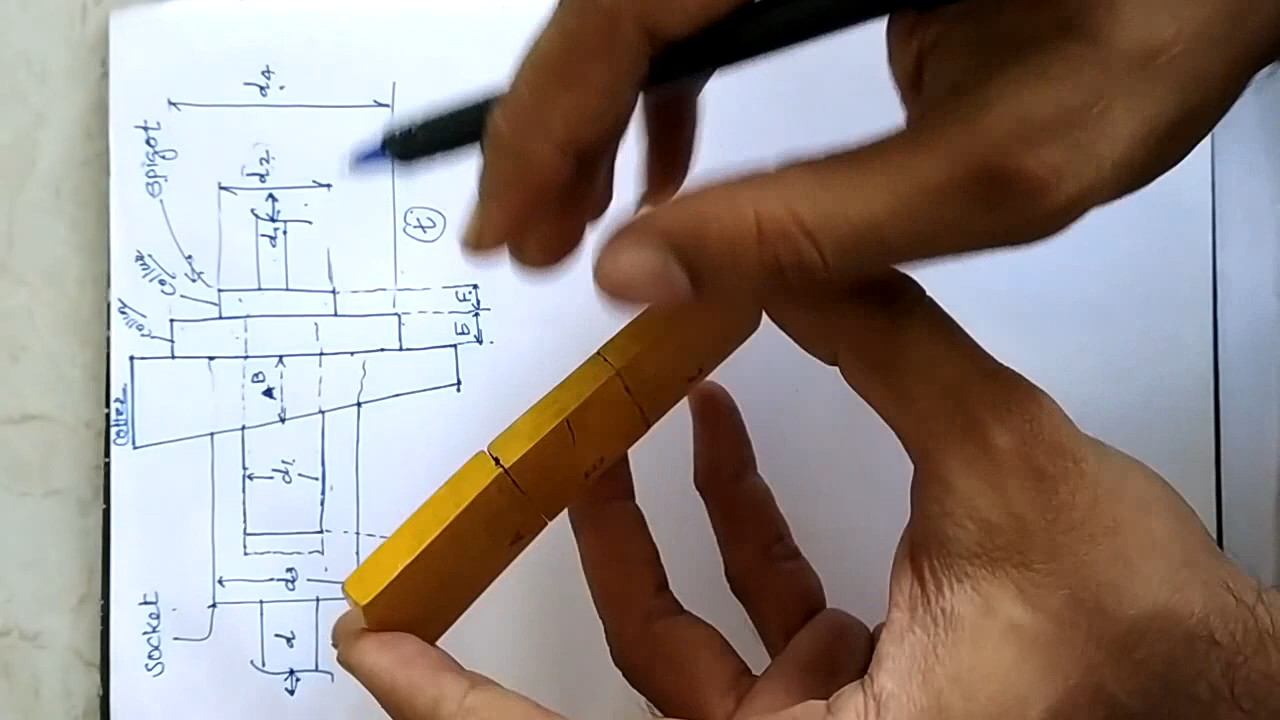 d4
spigot
d2
d1
collar
collar
t
F
E
B
A
cotter
d1
d3
socket
d